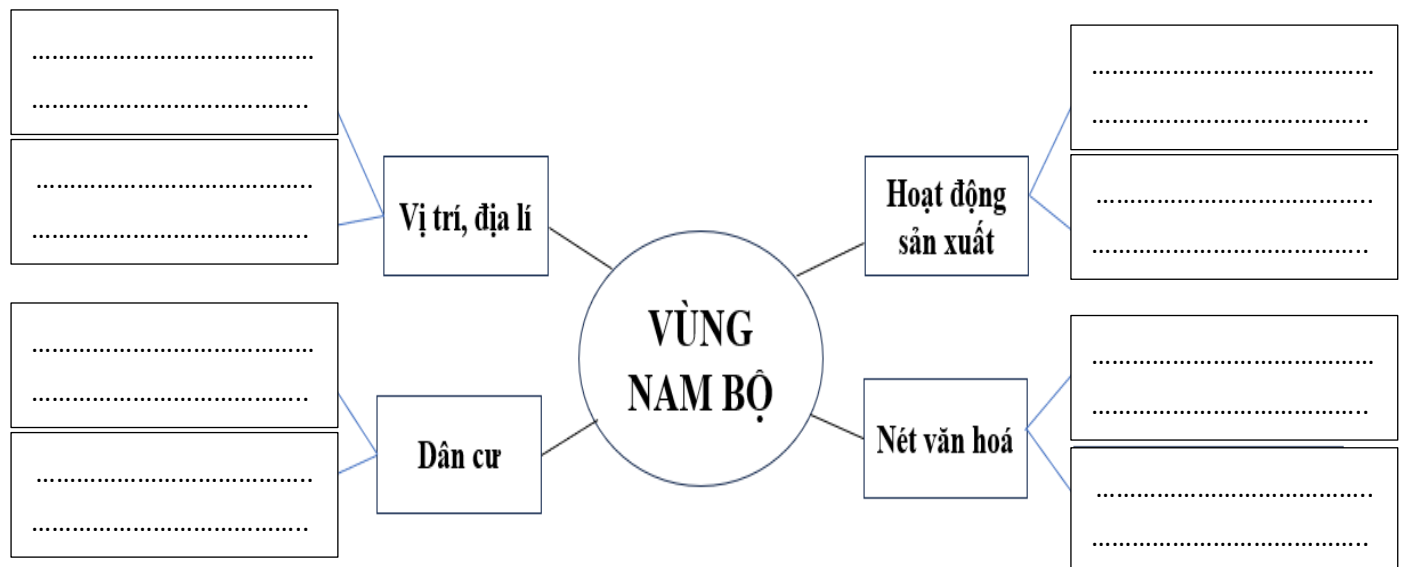 ……………………………………
…………………………………..
…………………………………..
…………………………………..
Vị trí, địa lí
……………………………………
…………………………………..
…………………………………..
…………………………………..
Dân cư
VÙNG
NAM BỘ
Hoạt động
sản xuất
……………………………………
…………………………………..
…………………………………..
…………………………………..
Nét văn hoá
……………………………………
…………………………………..
…………………………………..
…………………………………..